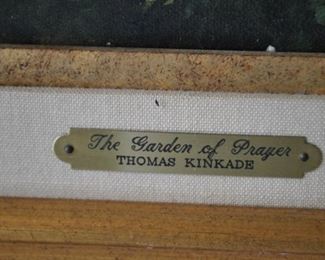 The Garden of Prayer
THOMAS KINKADE